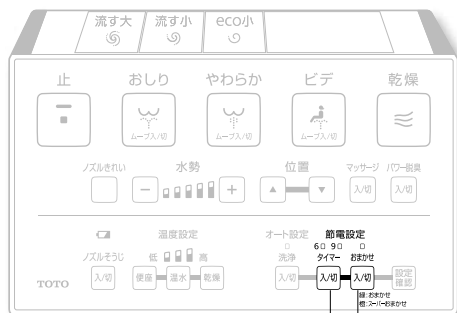 流す大 流す小 eco小
止 おしり やわらか ビデ 乾燥
ムーブ入/切 ムーブ入/切 ムーブ入/切
ノズルきれい 水勢 位置 マッサージ パワー脱臭
入/切 入/切
温度設定 オート設定 節電設定
6 9
ノズルそうじ 低 高 洗浄 タイマー おまかせ
入/切 便座 温水 乾燥 入/切 入/切 入/切 設定確認
TOTO
緑:おまかせ
橙:スーパーおまかせ